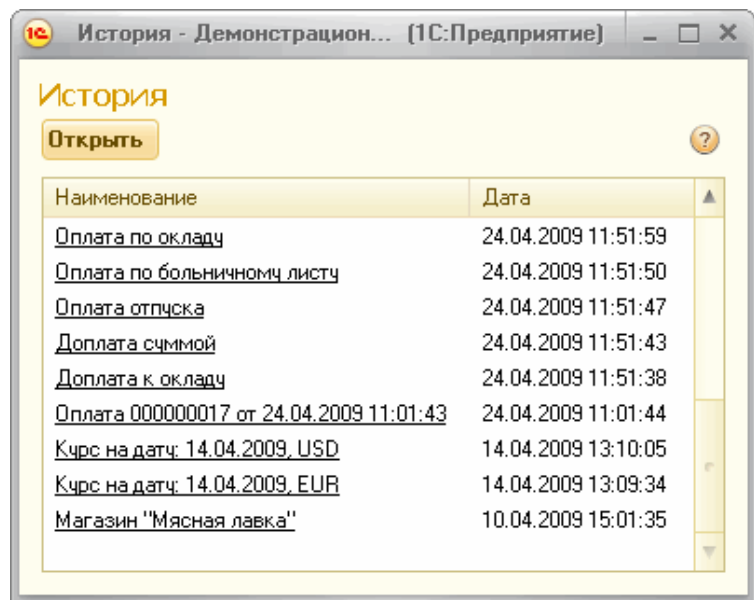 1С История - Демонстрацион... (1С:Предприятие)
История
Открыть
?
Наименование Дата
Оплата по окладу 24.04.2009 11:51:59
Оплата по больничному листу 24.04.2009 11:51:50
Оплата отпуска 24.04.2009 11:51:47
Доплата суммой 24.04.2009 11:51:43
Доплата к окладу 24.04.2009 11:51:38
Оплата 000000017 от 24.04.2009 11:01:43 24.04.2009 11:01:44
Курс на дату: 14.04.2009, USD 14.04.2009 13:10:05
Курс на дату: 14.04.2009, EUR 14.04.2009 13:09:34
Магазин "Мясная лавка" 10.04.2009 15:01:35